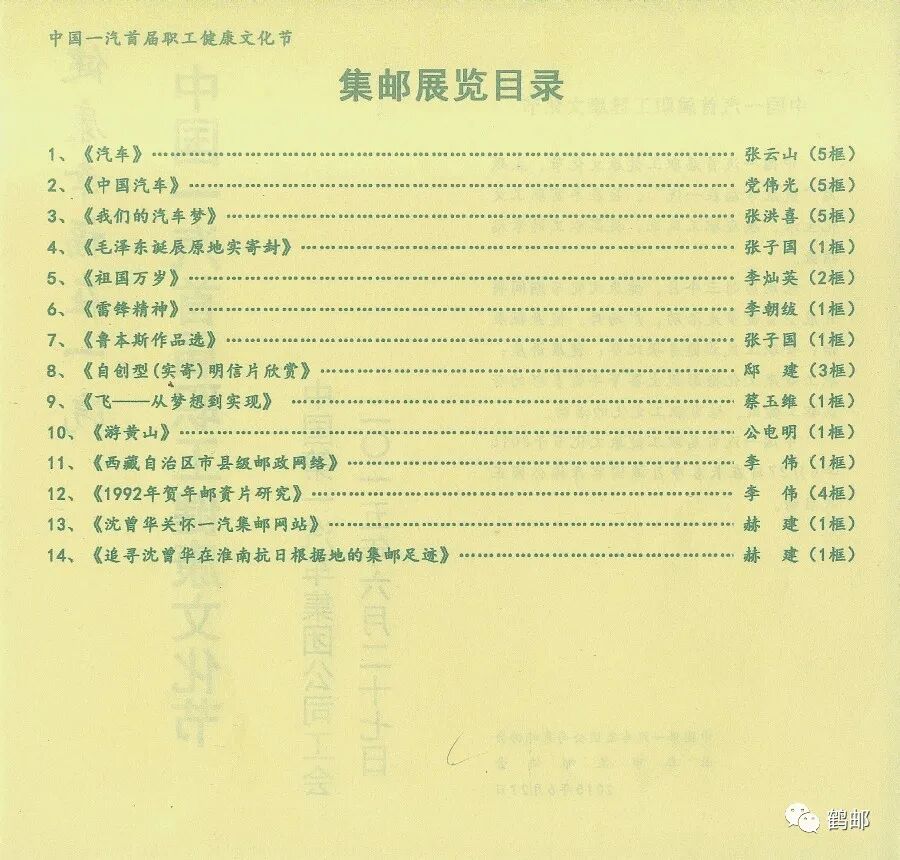 中国一汽首届职工健康文化节
集邮展览目录
1、《汽车》 张云山（5框）
2、《中国汽车》 党伟光（5框）
3、《我们的汽车梦》 张洪喜（5框）
4、《毛泽东诞辰原地实寄封》 张子国（1框）
5、《祖国万岁》 李灿英（2框）
6、《雷锋精神》 李朝绂（1框）
7、《鲁本斯作品选》 张子国（1框）
8、《自创型(实寄)明信片欣赏》 邸　建（3框）
9、《飞——从梦想到实现》 蔡玉维（1框）
10、《游黄山》 公电明（1框）
11、《西藏自治区市县级邮政网络》 李　伟（1框）
12、《1992年贺年邮资片研究》 李　伟（4框）
13、《沈曾华关怀一汽集邮网站》 赫　建（1框）
14、《追寻沈曾华在淮南抗日根据地的集邮足迹》 赫　建（1框）
鹤邮